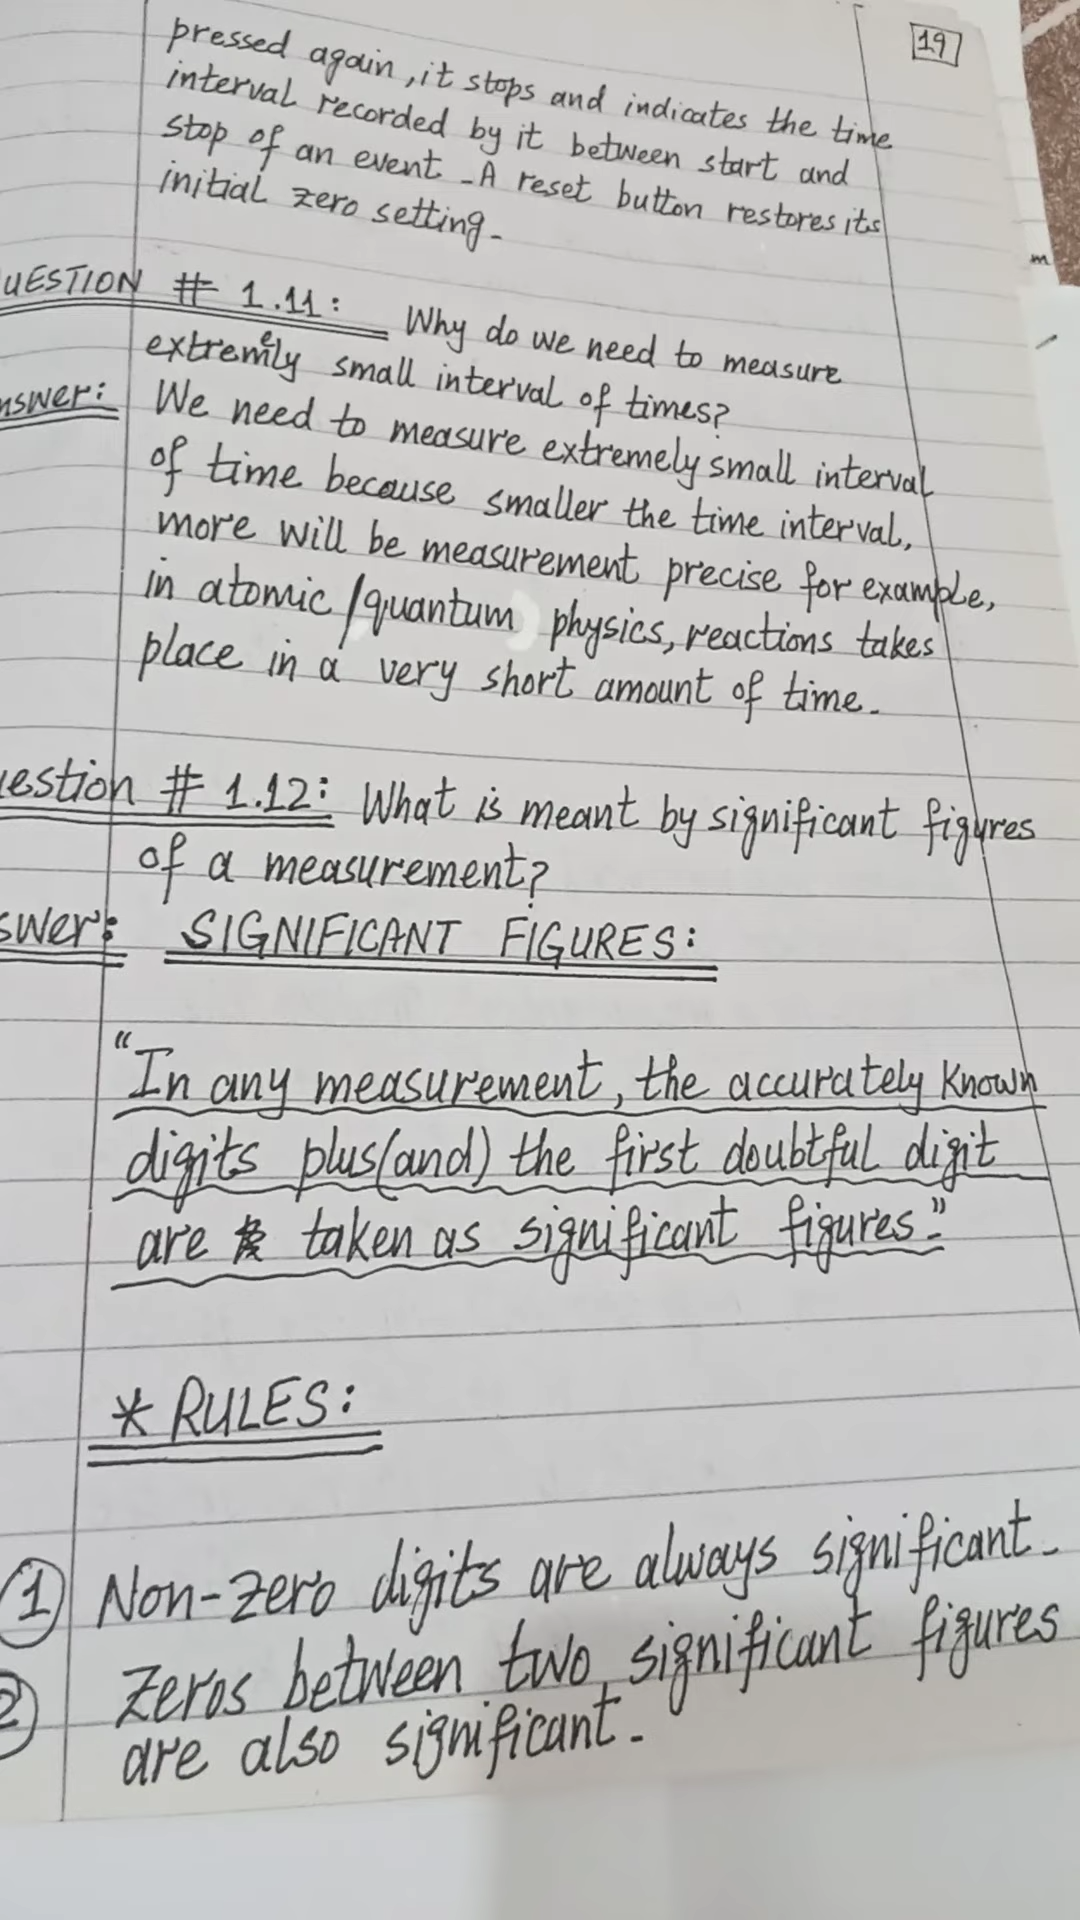 19
pressed again, it stops and indicates the time
interval recorded by it between start and
stop of an event. A reset button restores its
initial zero setting.
UESTION # 1.11: Why do we need to measure
extremely small interval of times?
nswer: We need to measure extremely small interval
of time because smaller the time interval,
more will be measurement precise for example,
in atomic/quantum physics, reactions takes
place in a very short amount of time.
estion # 1.12: What is meant by significant figures
of a measurement?
swer: SIGNIFICANT FIGURES:
"In any measurement, the accurately known
digits plus(and) the first doubtful digit
are taken as significant figures."
* RULES:
1 Non-zero digits are always significant.
2 Zeros between two significant figures
are also significant.